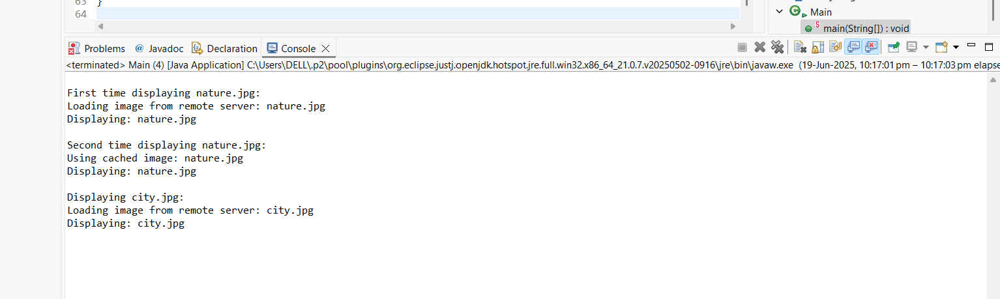 63 }
64
Main
main(String[]) : void
Problems @ Javadoc Declaration Console
<terminated> Main (4) [Java Application] C:\Users\DELL\.p2\pool\plugins\org.eclipse.justj.openjdk.hotspot.jre.full.win32.x86_64_21.0.7.v20250502-0916\jre\bin\javaw.exe (19-Jun-2025, 10:17:01 pm – 10:17:03 pm elapse
First time displaying nature.jpg:
Loading image from remote server: nature.jpg
Displaying: nature.jpg
Second time displaying nature.jpg:
Using cached image: nature.jpg
Displaying: nature.jpg
Displaying city.jpg:
Loading image from remote server: city.jpg
Displaying: city.jpg